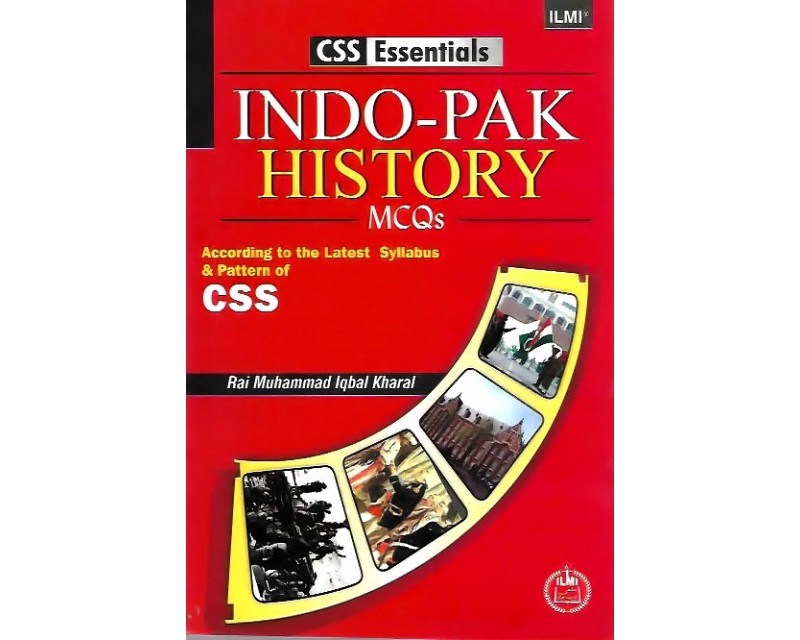 ILMI®
CSS Essentials
INDO-PAK
HISTORY
MCQs
According to the Latest Syllabus
& Pattern of
CSS
Rai Muhammad Iqbal Kharal
ILMI